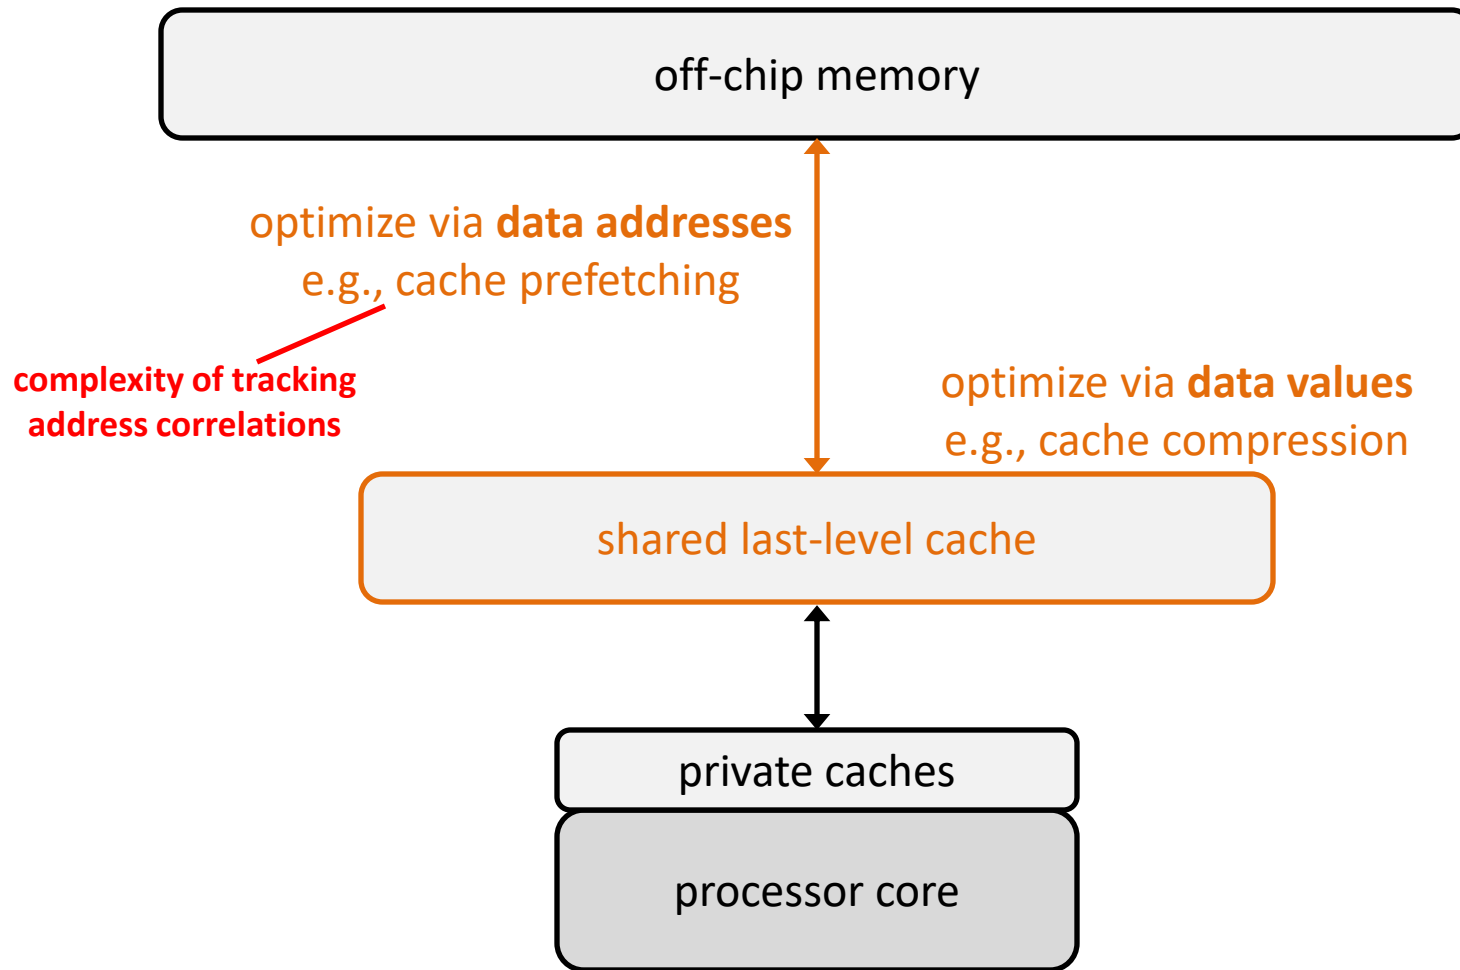 off-chip memory
optimize via data addresses
e.g., cache prefetching
complexity of tracking
address correlations
optimize via data values
e.g., cache compression
shared last-level cache
private caches
processor core